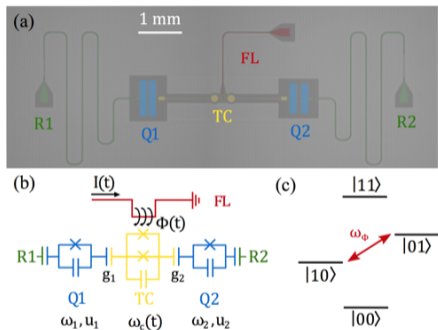 (a)
1 mm
FL
R1
Q1
TC
Q2
R2
(b)
I(t)
FL
Φ(t)
R1
g₁
g₂
R2
Q1
TC
Q2
ω₁, u₁
ω_c(t)
ω₂, u₂
(c)
|11⟩
ω_Φ
|01⟩
|10⟩
|00⟩